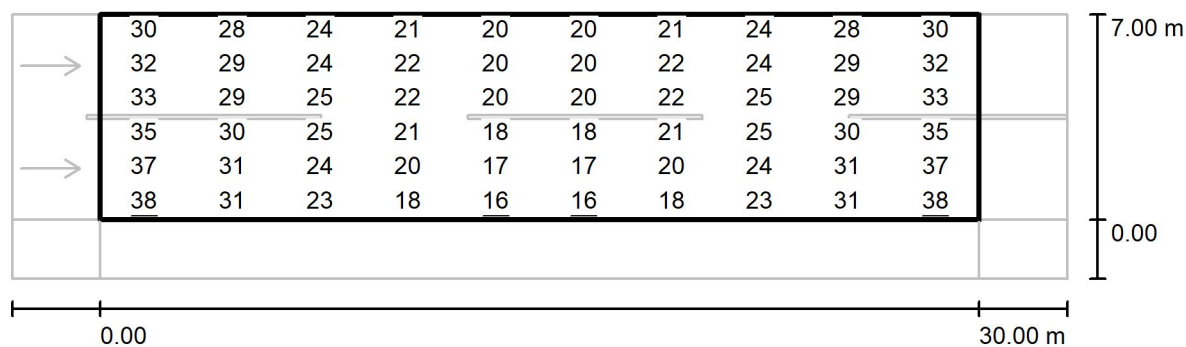 30 28 24 21 20 20 21 24 28 30
7.00 m
32 29 24 22 20 20 22 24 29 32
33 29 25 22 20 20 22 25 29 33
35 30 25 21 18 18 21 25 30 35
37 31 24 20 17 17 20 24 31 37
38 31 23 18 16 16 18 23 31 38
0.00
0.00 30.00 m